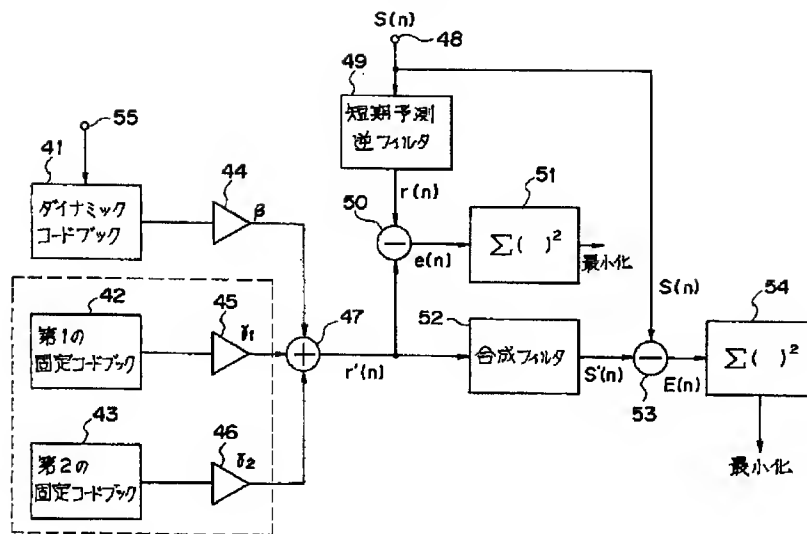 S(n)
48
49
短期予測
逆フィルタ
55
41
ダイナミック
コードブック
44
β
r(n)
50
e(n)
51
Σ( )²
最小化
S(n)
54
42
第1の
固定コードブック
45
γ1
47
r'(n)
52
合成フィルタ
S'(n)
53
E(n)
Σ( )²
43
第2の
固定コードブック
46
γ2
最小化